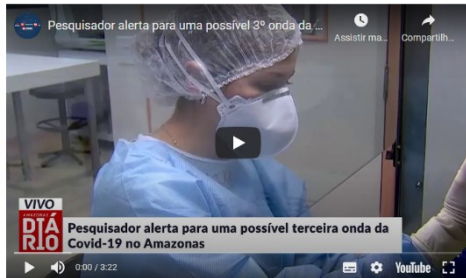 Pesquisador alerta para uma possível 3º onda da ...
Assistir ma...
Compartilh...
VIVO
AMAZONAS
DIÁRIO
Pesquisador alerta para uma possível terceira onda da
Covid-19 no Amazonas
0:00 / 3:22
YouTube